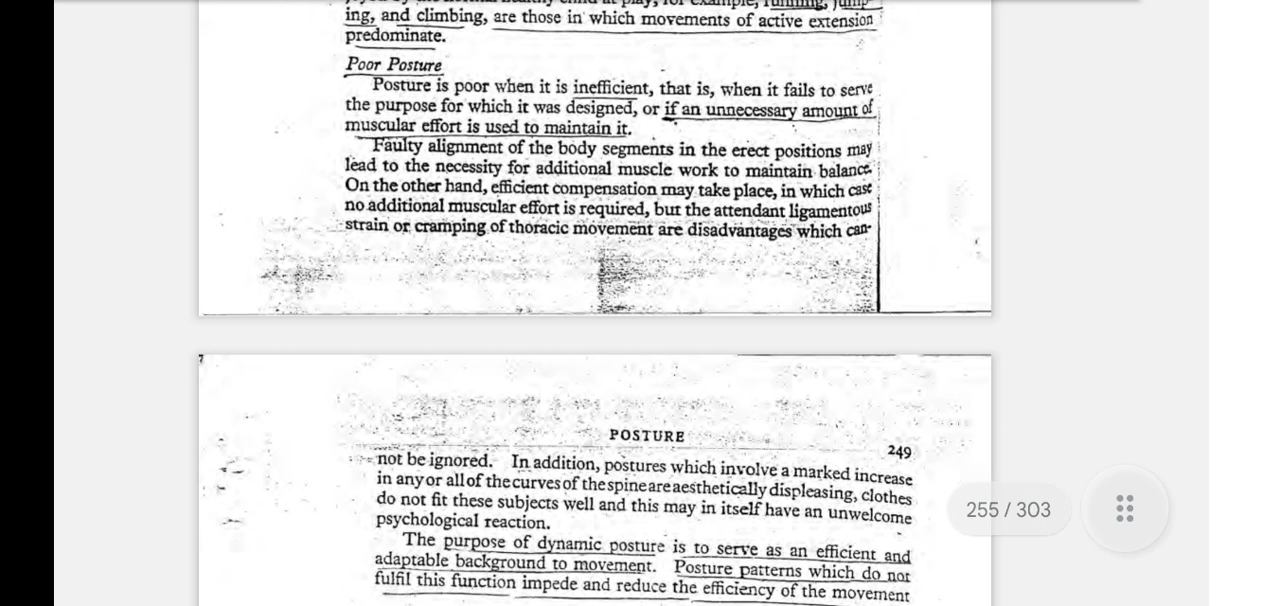 running, jump-
ing, and climbing, are those in which movements of active extension
predominate.
Poor Posture
Posture is poor when it is inefficient, that is, when it fails to serve
the purpose for which it was designed, or if an unnecessary amount of
muscular effort is used to maintain it.
Faulty alignment of the body segments in the erect positions may
lead to the necessity for additional muscle work to maintain balance.
On the other hand, efficient compensation may take place, in which case
no additional muscular effort is required, but the attendant ligamentous
strain or cramping of thoracic movement are disadvantages which can-
7
POSTURE
249
not be ignored. In addition, postures which involve a marked increase
in any or all of the curves of the spine are aesthetically displeasing, clothes
do not fit these subjects well and this may in itself have an unwelcome
psychological reaction.
255 / 303
The purpose of dynamic posture is to serve as an efficient and
adaptable background to movement. Posture patterns which do not
fulfil this function impede and reduce the efficiency of the movement